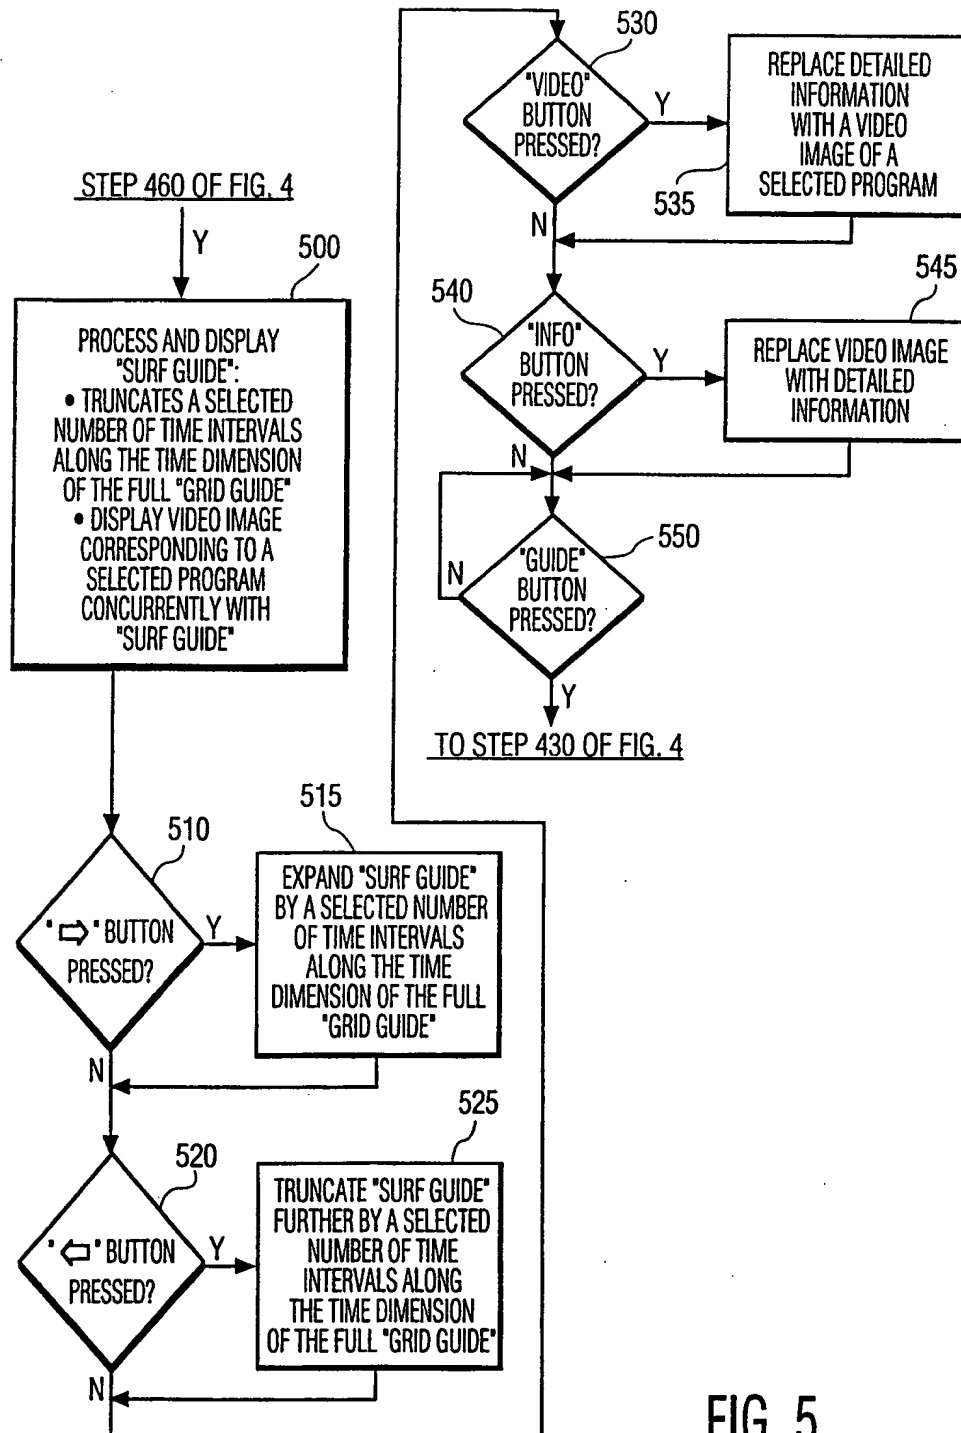 STEP 460 OF FIG. 4
Y
500
PROCESS AND DISPLAY
"SURF GUIDE":
• TRUNCATES A SELECTED
NUMBER OF TIME INTERVALS
ALONG THE TIME DIMENSION
OF THE FULL "GRID GUIDE"
• DISPLAY VIDEO IMAGE
CORRESPONDING TO A
SELECTED PROGRAM
CONCURRENTLY WITH
"SURF GUIDE"
510
" ⇨ " BUTTON
PRESSED?
Y
N
515
EXPAND "SURF GUIDE"
BY A SELECTED NUMBER
OF TIME INTERVALS
ALONG THE TIME
DIMENSION OF THE FULL
"GRID GUIDE"
520
" ⇦ " BUTTON
PRESSED?
Y
N
525
TRUNCATE "SURF GUIDE"
FURTHER BY A SELECTED
NUMBER OF TIME
INTERVALS ALONG
THE TIME DIMENSION
OF THE FULL "GRID GUIDE"
530
"VIDEO"
BUTTON
PRESSED?
Y
N
535
REPLACE DETAILED
INFORMATION
WITH A VIDEO
IMAGE OF A
SELECTED PROGRAM
540
"INFO"
BUTTON
PRESSED?
Y
N
545
REPLACE VIDEO IMAGE
WITH DETAILED
INFORMATION
550
"GUIDE"
BUTTON
PRESSED?
N
Y
TO STEP 430 OF FIG. 4
FIG. 5